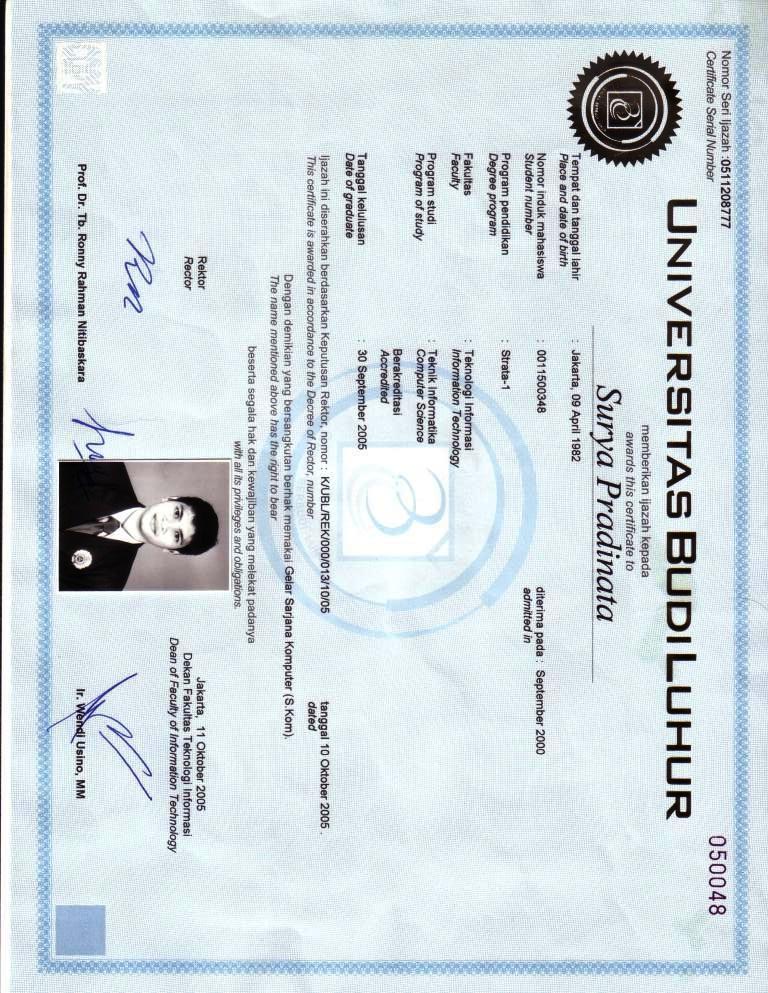 Nomor Seri Ijazah :0511208777
Certificate Serial Number
050048
UNIVERSITAS BUDI LUHUR
memberikan ijazah kepada
awards this certificate to
Surya Pradinata
Tempat dan tanggal lahir : Jakarta, 09 April 1982
Place and date of birth
Nomor induk mahasiswa : 0011500348 diterima pada : September 2000
Student number admitted in
Program pendidikan : Strata-1
Degree program
Fakultas : Teknologi Informasi
Faculty Information Technology
Program studi : Teknik Informatika
Program of study Computer Science
Berakreditasi
Accredited
Tanggal kelulusan : 30 September 2005
Date of graduate
Ijazah ini diserahkan berdasarkan Keputusan Rektor, nomor : K/UBL/REK/000/013/10/05 tanggal 10 Oktober 2005 .
This certificate is awarded in accordance to the Decree of Rector, number dated
Dengan demikian yang bersangkutan berhak memakai Gelar Sarjana Komputer (S.Kom).
The name mentioned above has the right to bear
beserta segala hak dan kewajiban yang melekat padanya
with all its privileges and obligations.
Jakarta, 11 Oktober 2005
Rektor Dekan Fakultas Teknologi Informasi
Rector Dean of Faculty of Information Technology
Prof. Dr. Tb. Ronny Rahman Nitibaskara Ir. Wendi Usino, MM